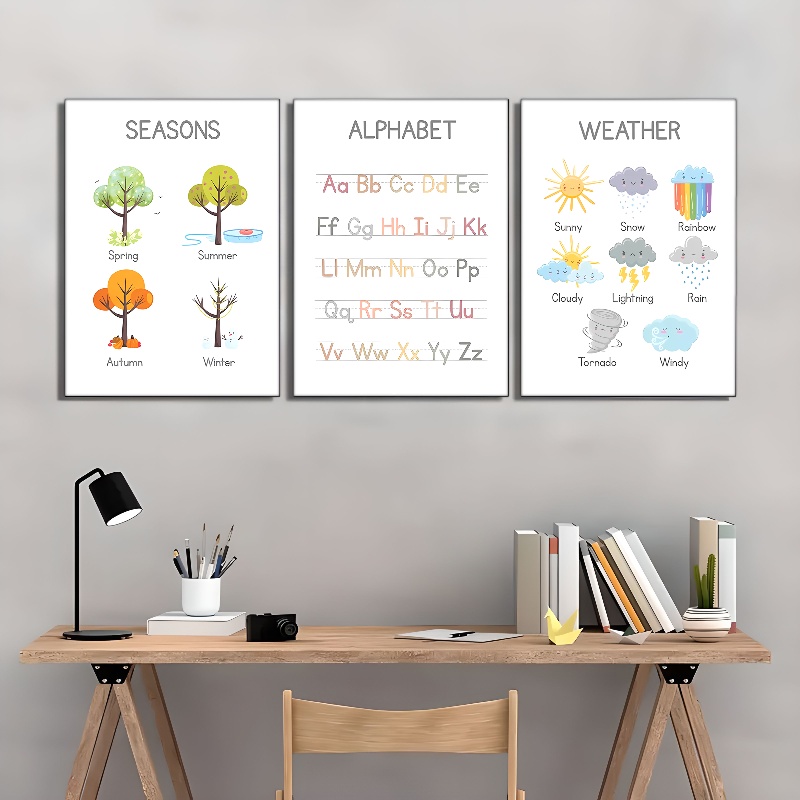 SEASONS
Spring
Summer
Autumn
Winter
ALPHABET
Aa Bb Cc Dd Ee
Ff Gg Hh Ii Jj Kk
Ll Mm Nn Oo Pp
Qq Rr Ss Tt Uu
Vv Ww Xx Yy Zz
WEATHER
Sunny
Snow
Rainbow
Cloudy
Lightning
Rain
Tornado
Windy